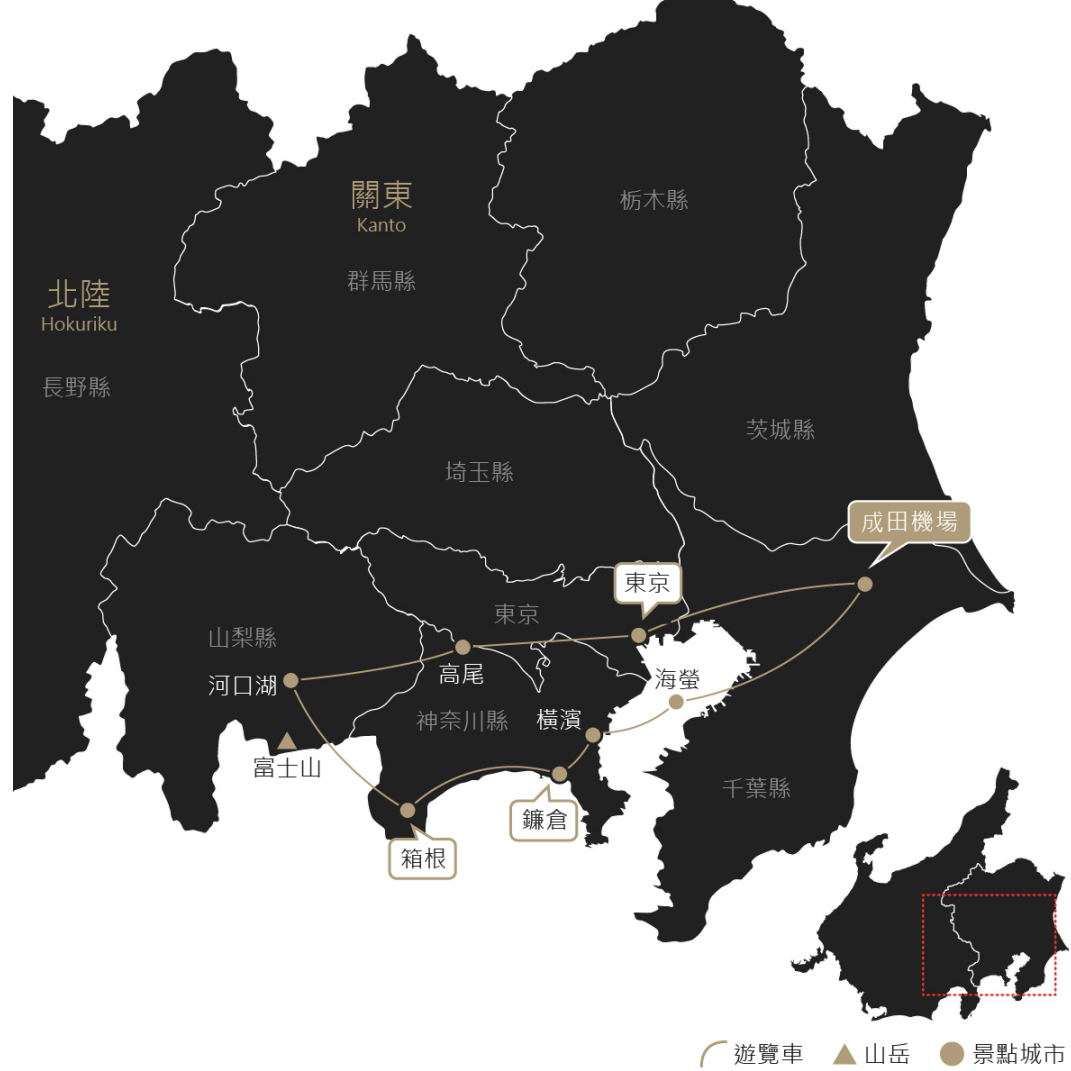 關東
Kanto
栃木縣
群馬縣
北陸
Hokuriku
長野縣
茨城縣
埼玉縣
成田機場
東京
東京
山梨縣
高尾
海螢
河口湖
神奈川縣
橫濱
富士山
千葉縣
鐮倉
箱根
遊覽車
山岳
景點城市